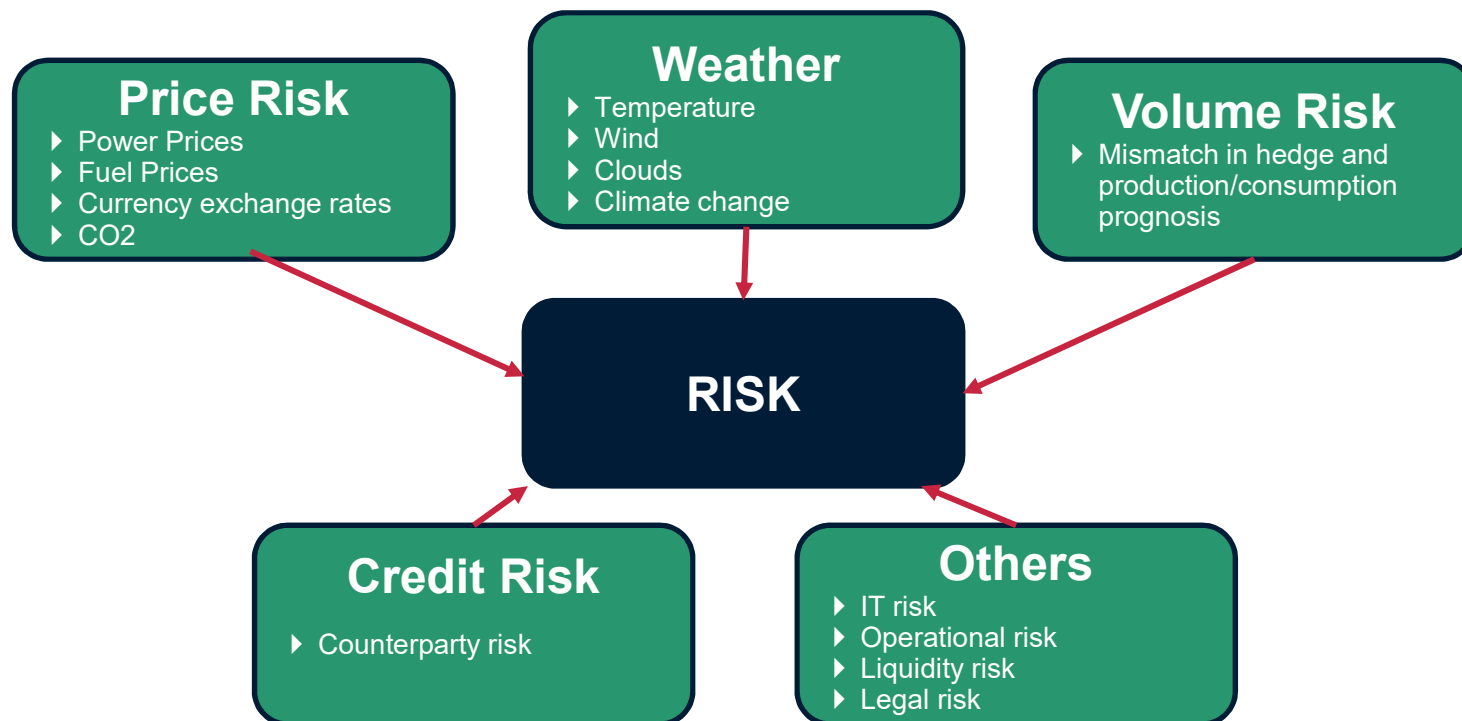 Price Risk
Power Prices
Fuel Prices
Currency exchange rates
CO2
Weather
Temperature
Wind
Clouds
Climate change
Volume Risk
Mismatch in hedge and
production/consumption
prognosis
RISK
Credit Risk
Counterparty risk
Others
IT risk
Operational risk
Liquidity risk
Legal risk